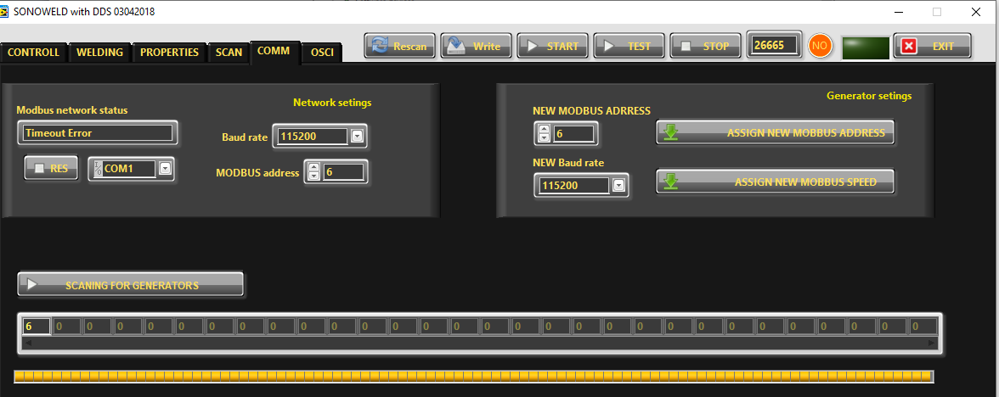 SONOWELD with DDS 03042018
CONTROLL WELDING PROPERTIES SCAN COMM OSCI
Rescan Write START TEST STOP 26665 NO EXIT
Network setings
Modbus network status
Timeout Error
Baud rate 115200
RES COM1
MODBUS address 6
Generator setings
NEW MODBUS ADRRESS
6 ASSIGN NEW MOBBUS ADDRESS
NEW Baud rate
115200 ASSIGN NEW MOBBUS SPEED
SCANING FOR GENERATORS
6 0 0 0 0 0 0 0 0 0 0 0 0 0 0 0 0 0 0 0 0 0 0 0 0 0 0 0 0 0